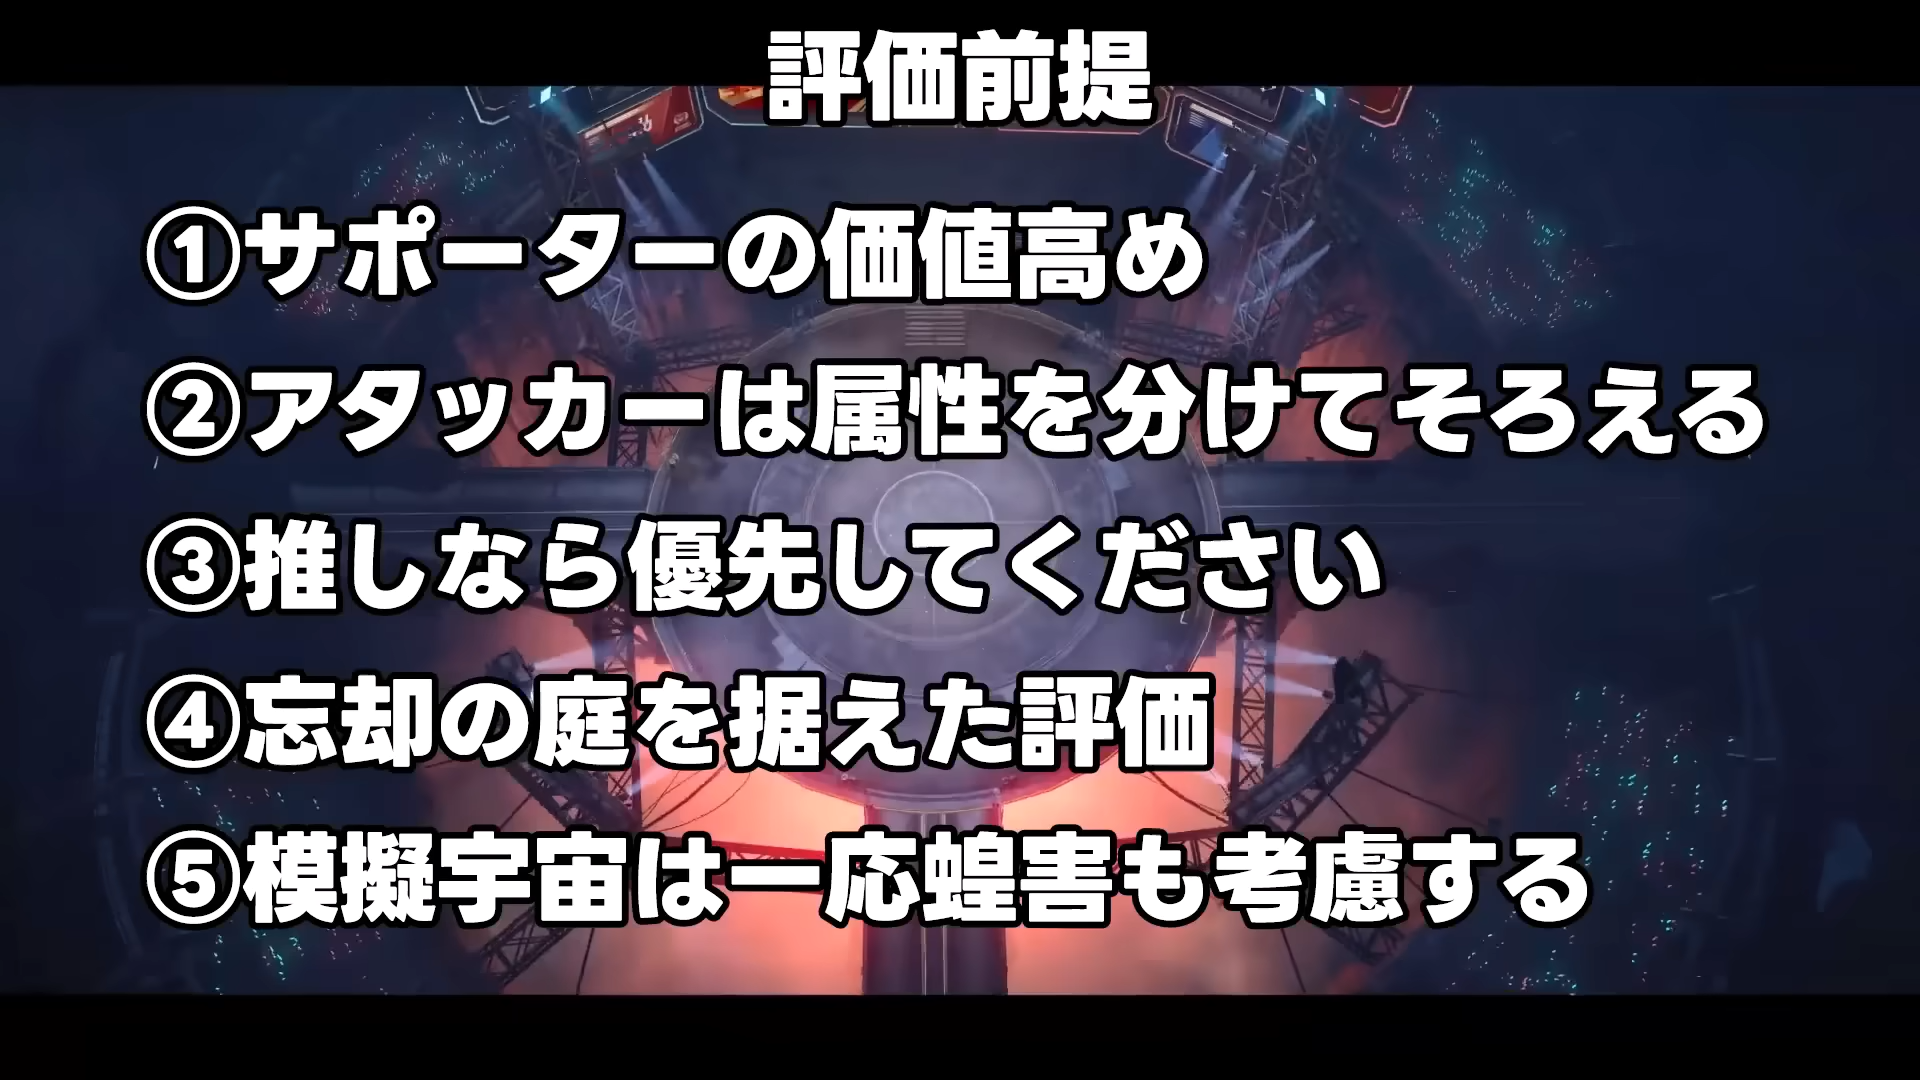 評価前提
①サポーターの価値高め
②アタッカーは属性を分けてそろえる
③推しなら優先してください
④忘却の庭を据えた評価
⑤模擬宇宙は一応蝗害も考慮する